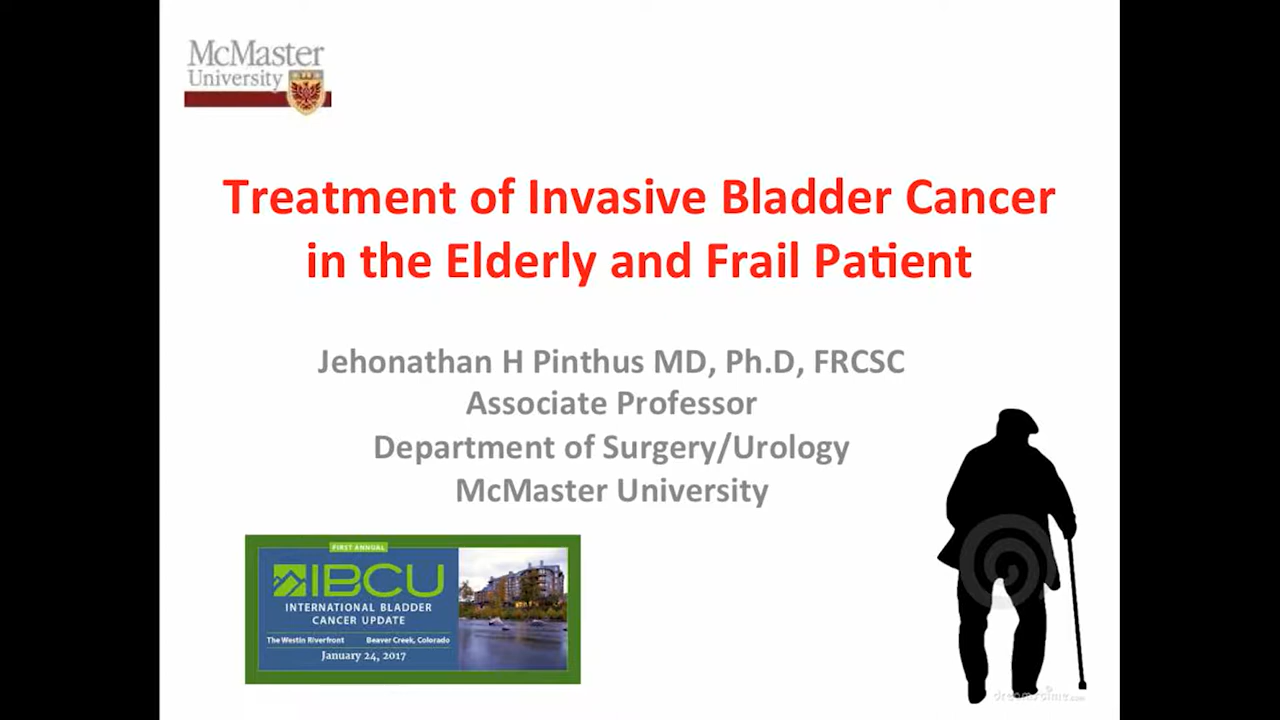 McMaster
University
Treatment of Invasive Bladder Cancer
in the Elderly and Frail Patient
Jehonathan H Pinthus MD, Ph.D, FRCSC
Associate Professor
Department of Surgery/Urology
McMaster University
FIRST ANNUAL
IBCU
INTERNATIONAL BLADDER
CANCER UPDATE
The Westin Riverfront Beaver Creek, Colorado
January 24, 2017
dreamstime.com